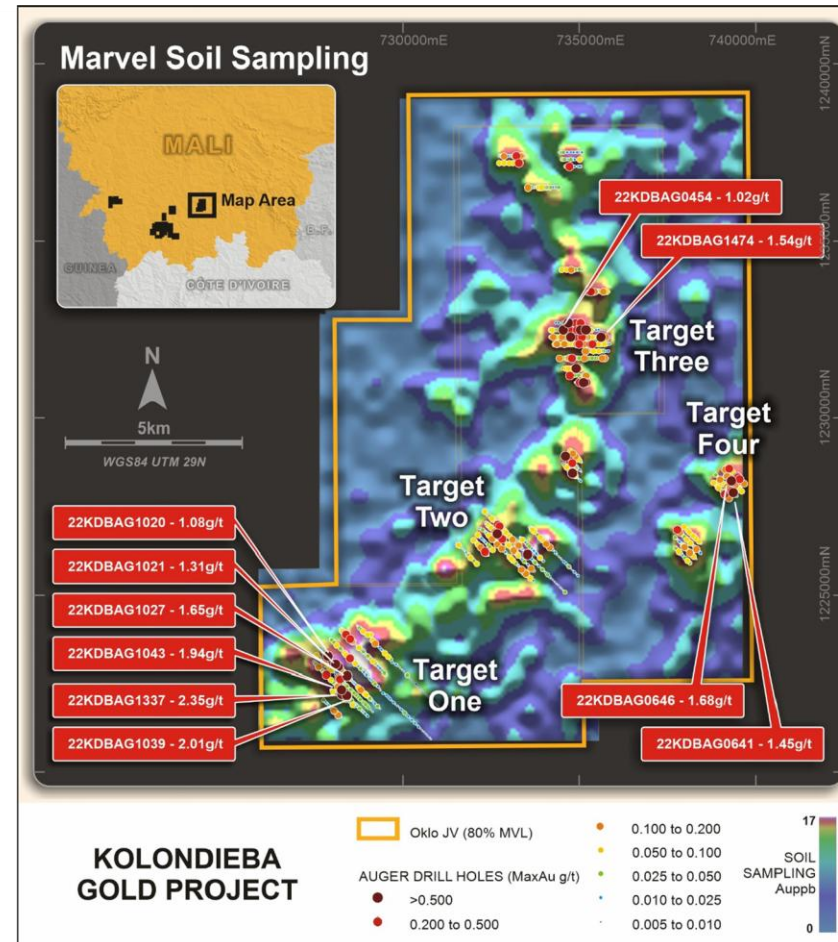 730000mE
735000mE
740000mE
Marvel Soil Sampling
MALI
Map Area
B.F.
GUINEA
CÔTE D'IVOIRE
1240000mN
22KDBAG0454 - 1.02g/t
22KDBAG1474 - 1.54g/t
Target
Three
N
5km
WGS84 UTM 29N
1230000mN
Target
Four
Target
Two
22KDBAG1020 - 1.08g/t
22KDBAG1021 - 1.31g/t
22KDBAG1027 - 1.65g/t
22KDBAG1043 - 1.94g/t
22KDBAG1337 - 2.35g/t
22KDBAG1039 - 2.01g/t
1225000mN
Target
One
22KDBAG0646 - 1.68g/t
22KDBAG0641 - 1.45g/t
KOLONDIEBA
GOLD PROJECT
Oklo JV (80% MVL)
AUGER DRILL HOLES (MaxAu g/t)
>0.500
0.200 to 0.500
0.100 to 0.200
0.050 to 0.100
0.025 to 0.050
0.010 to 0.025
0.005 to 0.010
17
SOIL
SAMPLING
Auppb
0